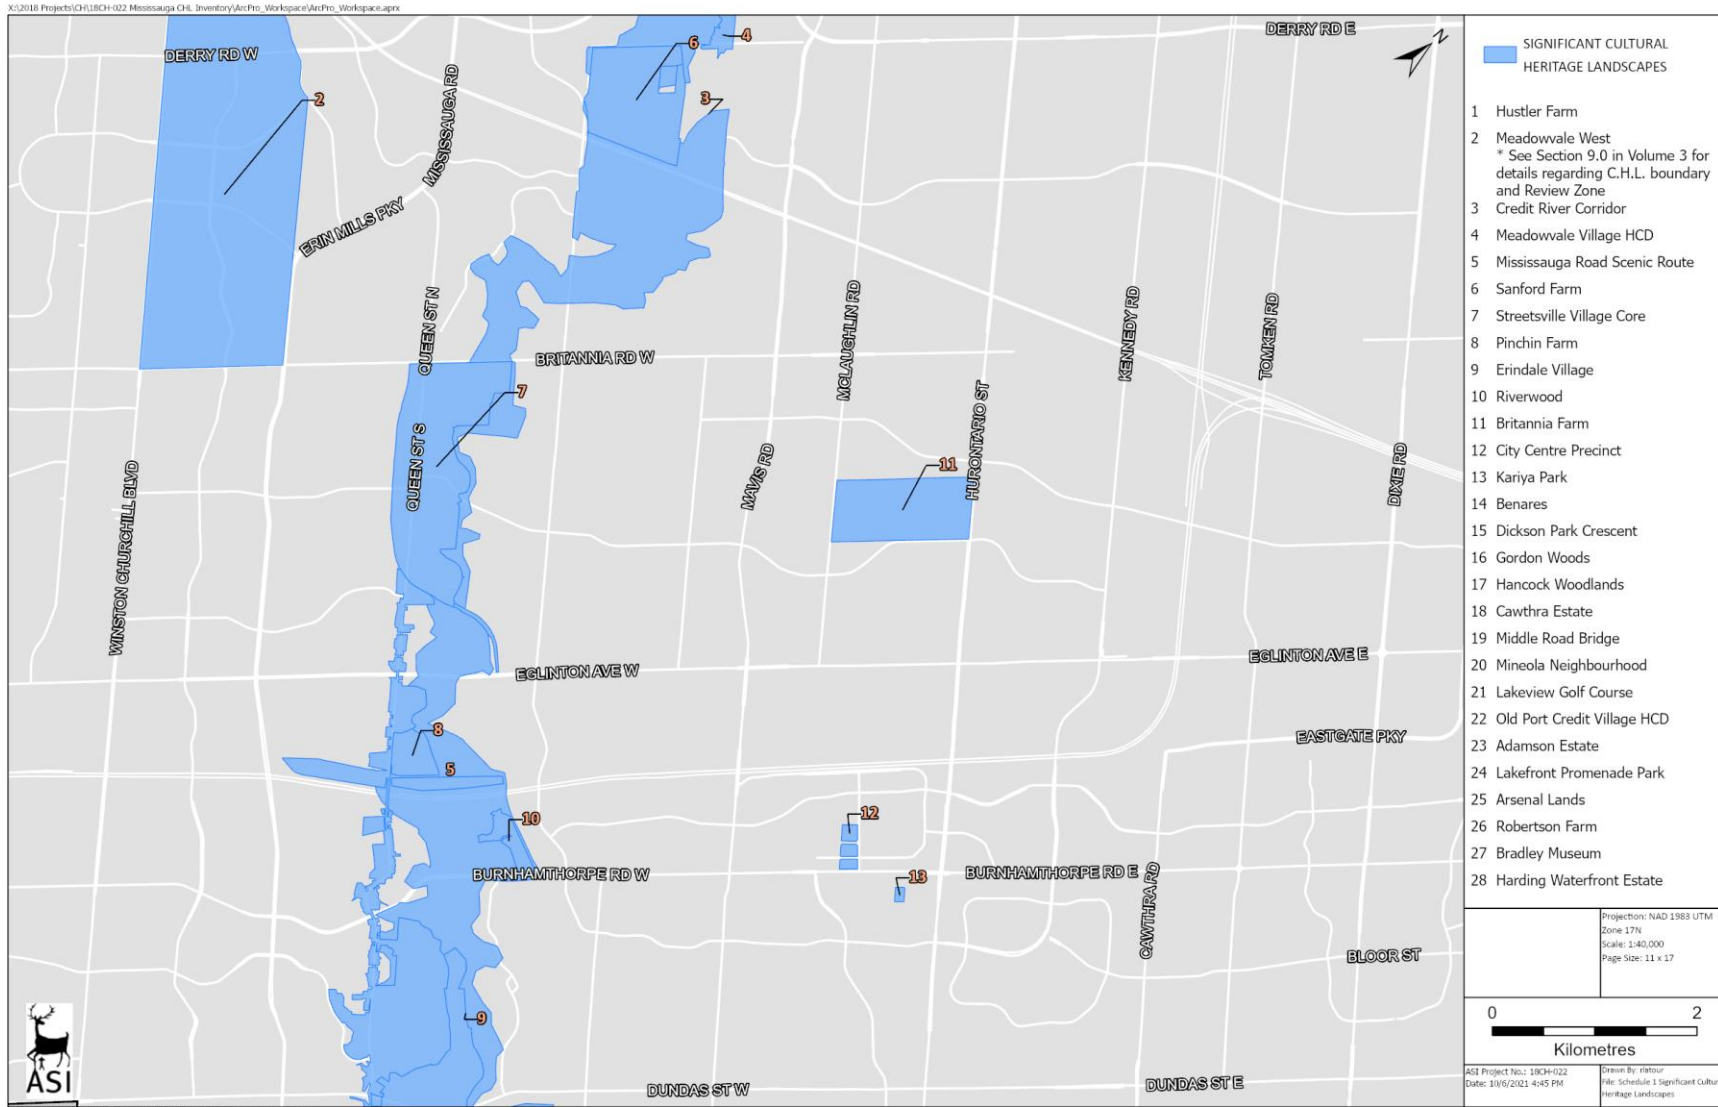 X:\2018 Projects\CH\18CH-022 Mississauga CHL Inventory\ArcPro_Workspace\ArcPro_Workspace.aprx
DERRY RD W
DERRY RD E
MISSISSAUGA RD
ERIN MILLS PKY
QUEEN ST N
BRITANNIA RD W
MCLAUGHLIN RD
KENNEDY RD
TOMKEN RD
HURONTARIO ST
QUEEN ST S
MAVIS RD
DIXIE RD
WINSTON CHURCHILL BLVD
EGLINTON AVE W
EGLINTON AVE E
EASTGATE PKY
BURNHAMTHORPE RD W
BURNHAMTHORPE RD E
CAWTHRA RD
BLOOR ST
DUNDAS ST W
DUNDAS ST E
2
6
4
3
7
11
8
5
10
12
13
9
N
ASI
SIGNIFICANT CULTURAL
HERITAGE LANDSCAPES
1 Hustler Farm
2 Meadowvale West
* See Section 9.0 in Volume 3 for
details regarding C.H.L. boundary
and Review Zone
3 Credit River Corridor
4 Meadowvale Village HCD
5 Mississauga Road Scenic Route
6 Sanford Farm
7 Streetsville Village Core
8 Pinchin Farm
9 Erindale Village
10 Riverwood
11 Britannia Farm
12 City Centre Precinct
13 Kariya Park
14 Benares
15 Dickson Park Crescent
16 Gordon Woods
17 Hancock Woodlands
18 Cawthra Estate
19 Middle Road Bridge
20 Mineola Neighbourhood
21 Lakeview Golf Course
22 Old Port Credit Village HCD
23 Adamson Estate
24 Lakefront Promenade Park
25 Arsenal Lands
26 Robertson Farm
27 Bradley Museum
28 Harding Waterfront Estate
Projection: NAD 1983 UTM
Zone 17N
Scale: 1:40,000
Page Size: 11 x 17
0 2
Kilometres
ASI Project No.: 18CH-022
Date: 10/6/2021 4:45 PM
Drawn By: rlatour
File: Schedule 1 Significant Cultur
Heritage Landscapes